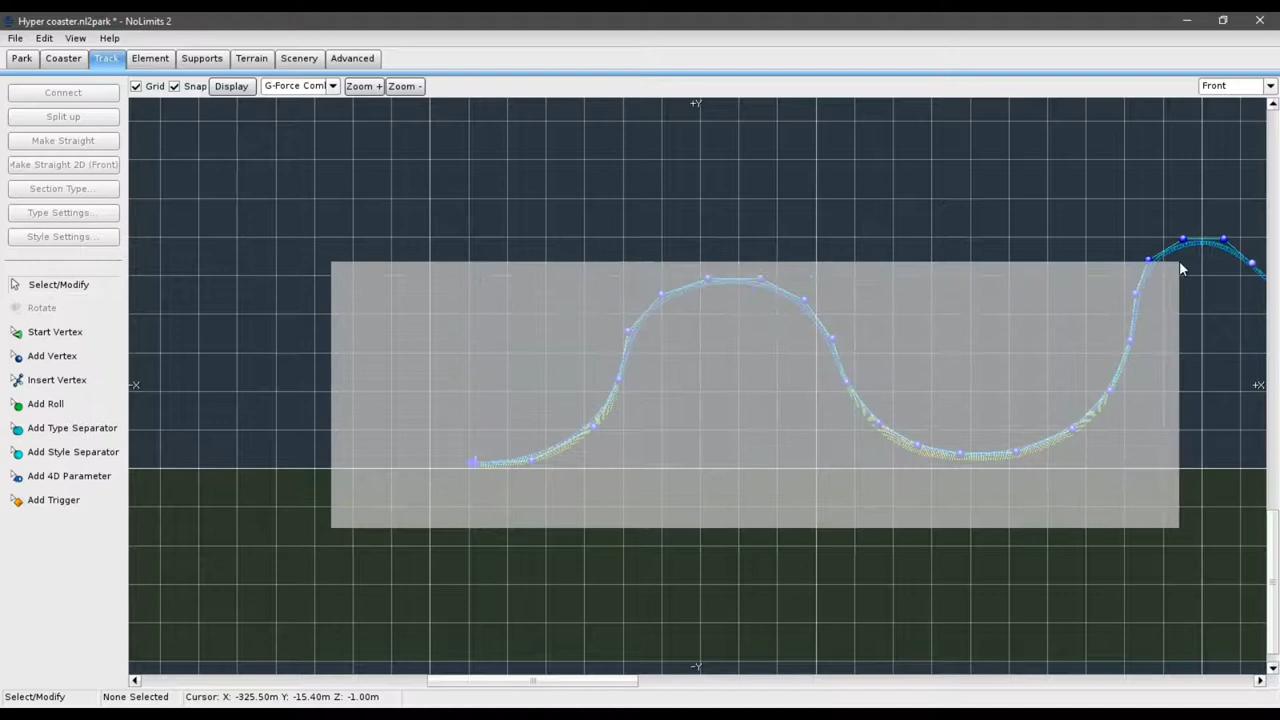 Hyper coaster.nl2park * - NoLimits 2
File Edit View Help
Park Coaster Track Element Supports Terrain Scenery Advanced
Grid Snap Display G-Force Coml Zoom + Zoom - Front
Connect
Split up
Make Straight
Make Straight 2D (Front)
Section Type...
Type Settings...
Style Settings...
Select/Modify
Rotate
Start Vertex
Add Vertex
Insert Vertex
Add Roll
Add Type Separator
Add Style Separator
Add 4D Parameter
Add Trigger
+Y
-X
+X
-Y
Select/Modify None Selected Cursor: X: -325.50m Y: -15.40m Z: -1.00m